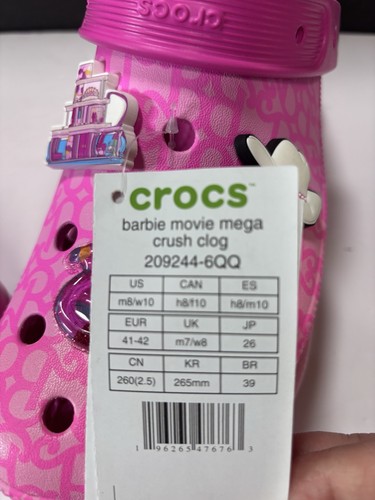 crocs
crocs™
barbie movie mega
crush clog
209244-6QQ
US CAN ES
m8/w10 h8/f10 h8/m10
EUR UK JP
41-42 m7/w8 26
CN KR BR
260(2.5) 265mm 39
1 96265 47676 3